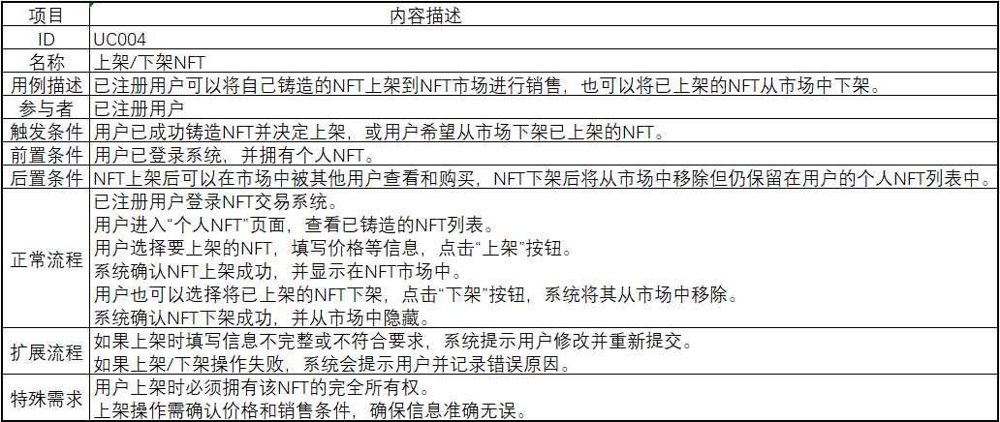 项目 内容描述
ID UC004
名称 上架/下架NFT
用例描述 已注册用户可以将自己铸造的NFT上架到NFT市场进行销售，也可以将已上架的NFT从市场中下架。
参与者 已注册用户
触发条件 用户已成功铸造NFT并决定上架，或用户希望从市场下架已上架的NFT。
前置条件 用户已登录系统，并拥有个人NFT。
后置条件 NFT上架后可以在市场中被其他用户查看和购买，NFT下架后将从市场中移除但仍保留在用户的个人NFT列表中。
正常流程
已注册用户登录NFT交易系统。
用户进入“个人NFT”页面，查看已铸造的NFT列表。
用户选择要上架的NFT，填写价格等信息，点击“上架”按钮。
系统确认NFT上架成功，并显示在NFT市场中。
用户也可以选择将已上架的NFT下架，点击“下架”按钮，系统将其从市场中移除。
系统确认NFT下架成功，并从市场中隐藏。
扩展流程
如果上架时填写信息不完整或不符合要求，系统提示用户修改并重新提交。
如果上架/下架操作失败，系统会提示用户并记录错误原因。
特殊需求
用户上架时必须拥有该NFT的完全所有权。
上架操作需确认价格和销售条件，确保信息准确无误。